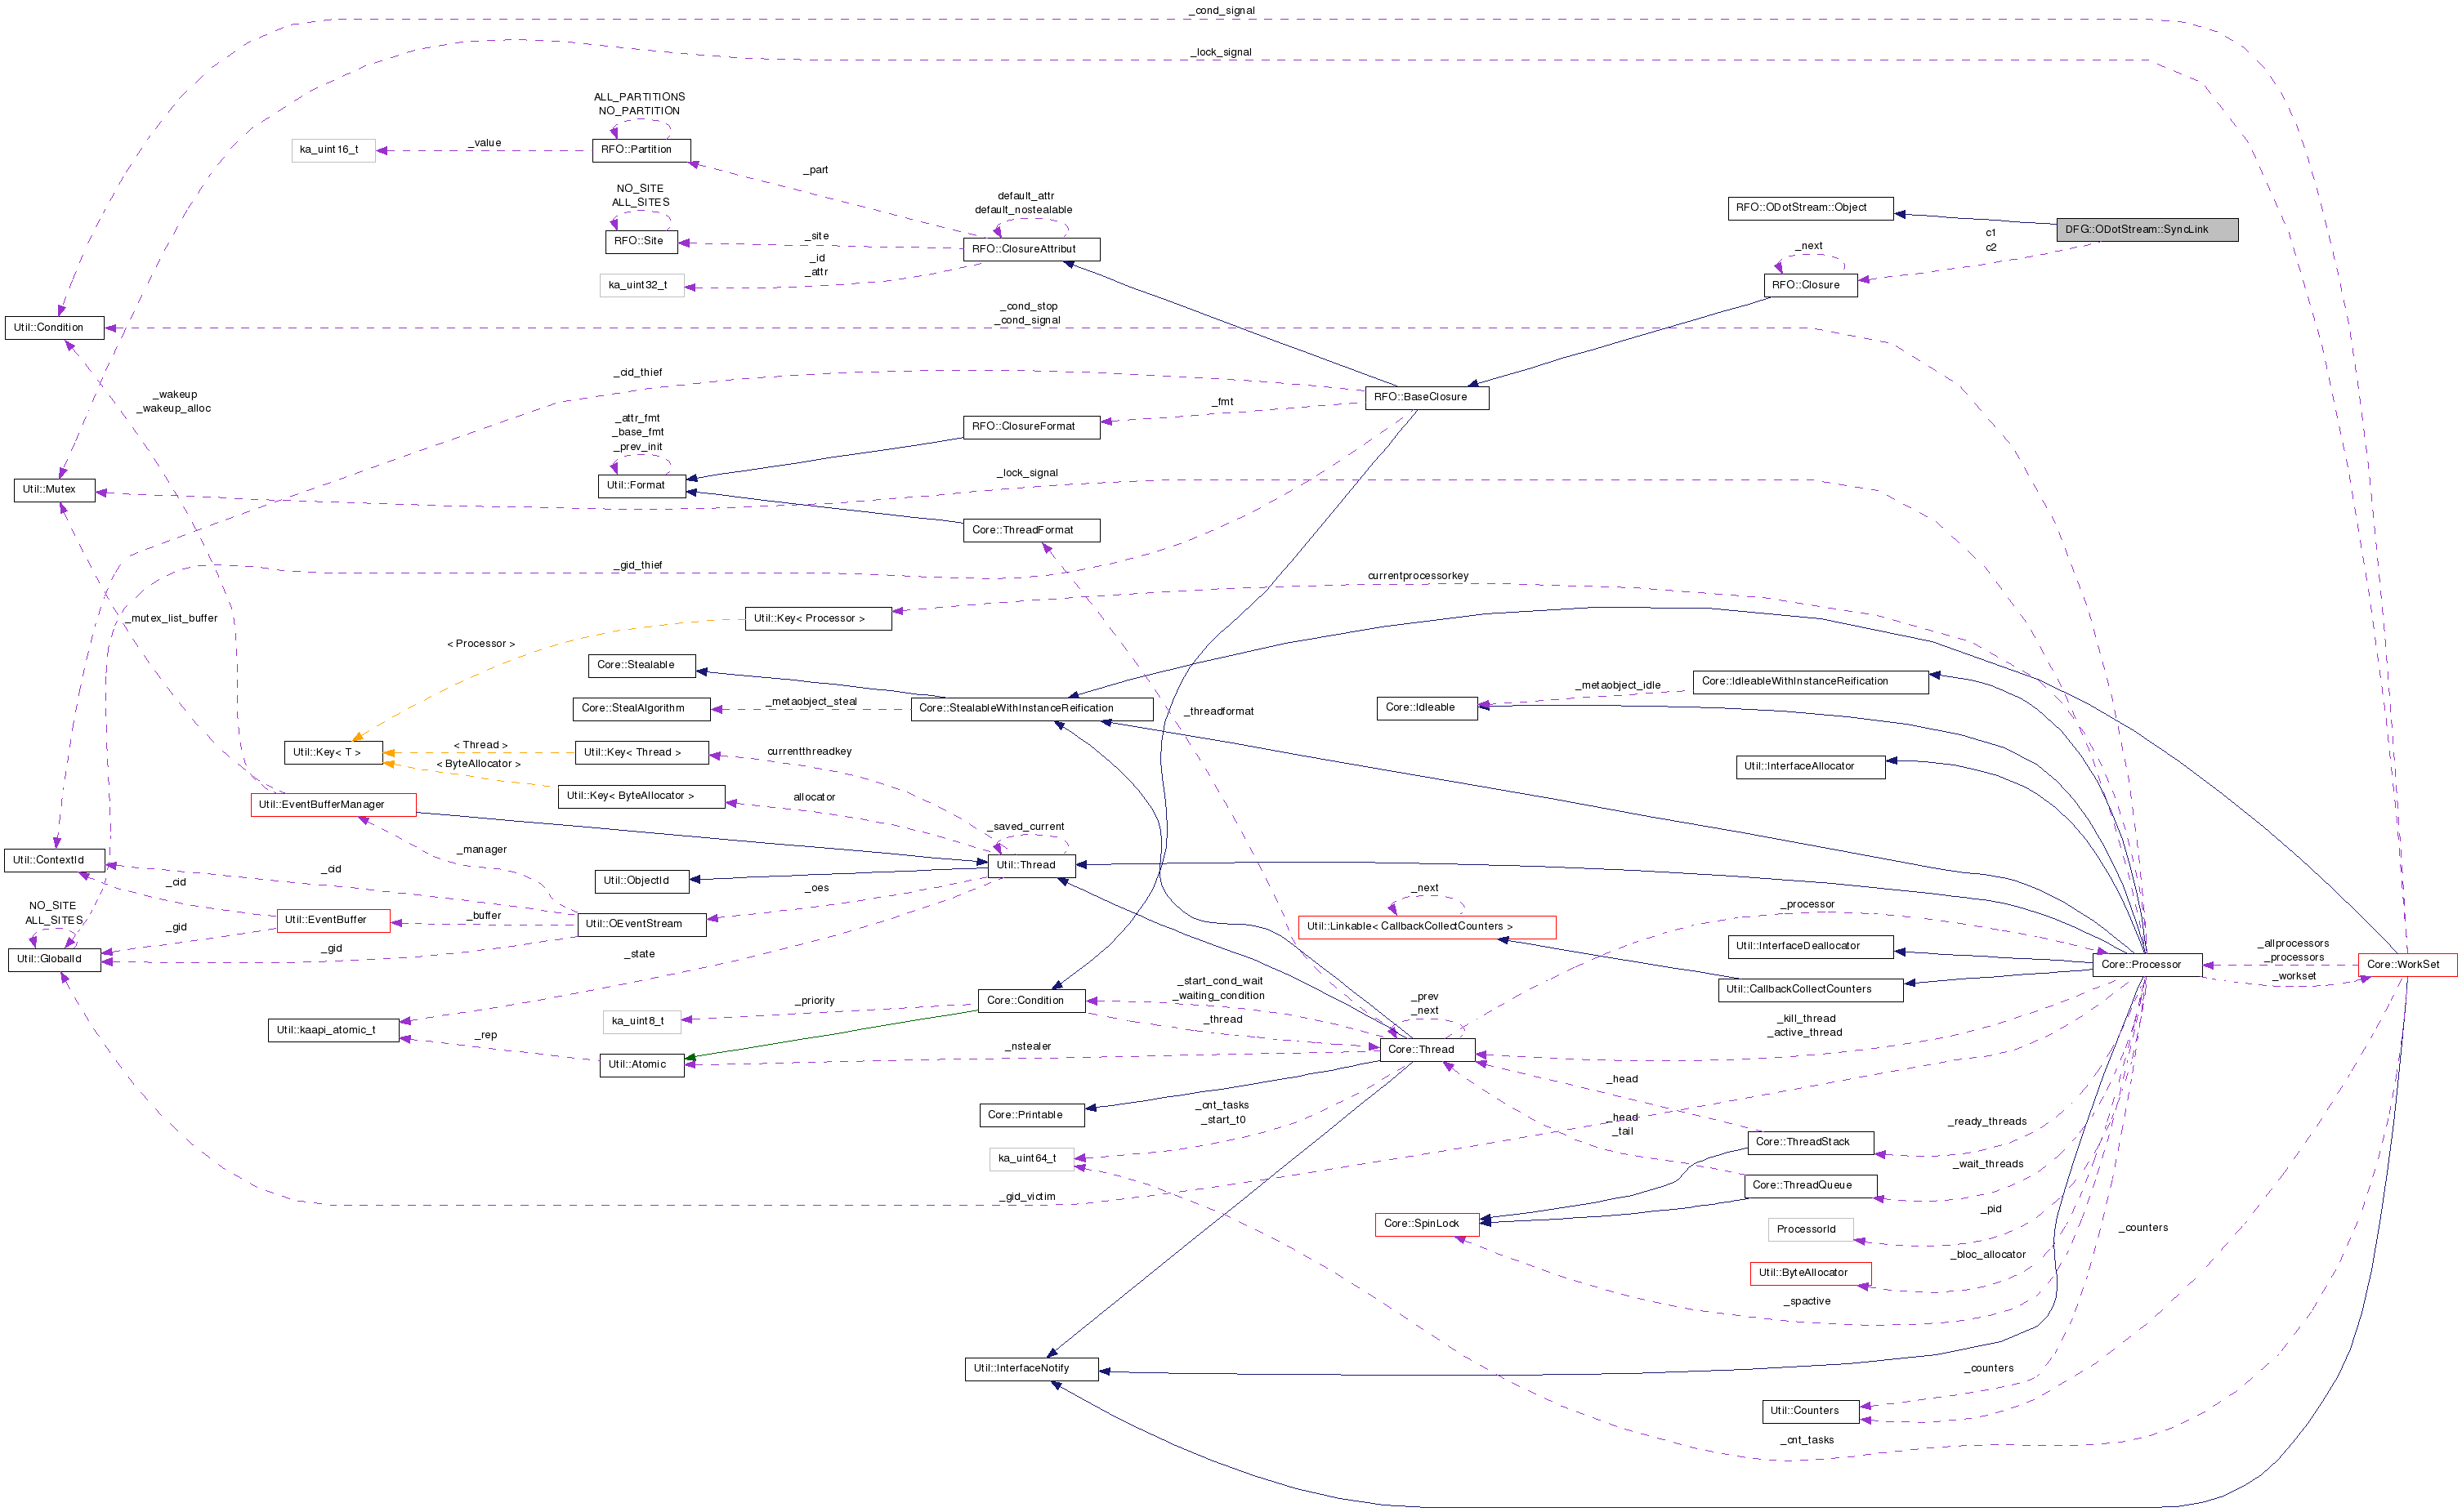 _cond_signal
_lock_signal
ALL_PARTITIONS
NO_PARTITION
ka_uint16_t
_value
RFO::Partition
_part
NO_SITE
ALL_SITES
default_attr
default_nostealable
RFO::ODotStream::Object
DFG::ODotStream::SyncLink
RFO::Site
_site
RFO::ClosureAttribut
c1
c2
_next
_id
_attr
ka_uint32_t
RFO::Closure
Util::Condition
_cond_stop
_cond_signal
_cid_thief
_wakeup
_wakeup_alloc
RFO::BaseClosure
_fmt
_attr_fmt
_base_fmt
_prev_init
RFO::ClosureFormat
Util::Mutex
Util::Format
_lock_signal
Core::ThreadFormat
_gid_thief
currentprocessorkey
_mutex_list_buffer
Util::Key< Processor >
< Processor >
Core::Stealable
Core::IdleableWithInstanceReification
_metaobject_idle
Core::StealAlgorithm
_metaobject_steal
Core::StealableWithInstanceReification
Core::Idleable
_threadformat
Util::Key< T >
< Thread >
Util::Key< Thread >
currentthreadkey
< ByteAllocator >
Util::InterfaceAllocator
Util::EventBufferManager
Util::Key< ByteAllocator >
allocator
_saved_current
_manager
Util::ContextId
_cid
Util::Thread
_cid
Util::ObjectId
_oes
_next
NO_SITE
ALL_SITES
Util::EventBuffer
_buffer
Util::OEventStream
_gid
_gid
Util::Linkable< CallbackCollectCounters >
_processor
Util::InterfaceDeallocator
_allprocessors
_processors
Util::GlobalId
_state
Core::Processor
Core::WorkSet
_workset
_start_cond_wait
_waiting_condition
Util::CallbackCollectCounters
_priority
Core::Condition
_prev
_next
ka_uint8_t
_thread
_kill_thread
_active_thread
Util::kaapi_atomic_t
_rep
Util::Atomic
_nstealer
Core::Thread
_head
Core::Printable
_cnt_tasks
_start_t0
_head
_tail
_ready_threads
Core::ThreadStack
ka_uint64_t
_wait_threads
Core::ThreadQueue
_gid_victim
_pid
Core::SpinLock
ProcessorId
_counters
_bloc_allocator
Util::ByteAllocator
_spactive
Util::InterfaceNotify
_counters
Util::Counters
_cnt_tasks